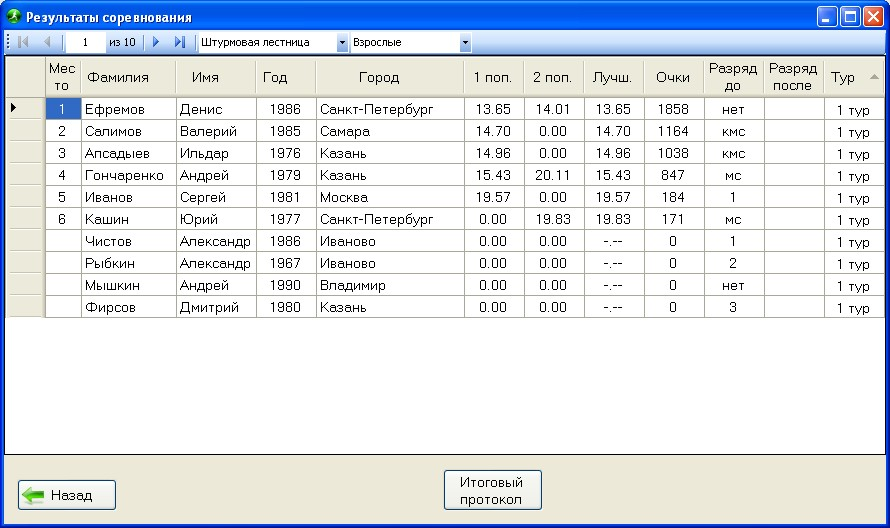 Результаты соревнования
1 из 10 Штурмовая лестница Взрослые
Место Фамилия Имя Год Город 1 поп. 2 поп. Лучш. Очки Разряд до Разряд после Тур
1 Ефремов Денис 1986 Санкт-Петербург 13.65 14.01 13.65 1858 нет 1 тур
2 Салимов Валерий 1985 Самара 14.70 0.00 14.70 1164 кмс 1 тур
3 Апсадыев Ильдар 1976 Казань 14.96 0.00 14.96 1038 кмс 1 тур
4 Гончаренко Андрей 1979 Казань 15.43 20.11 15.43 847 мс 1 тур
5 Иванов Сергей 1981 Москва 19.57 0.00 19.57 184 1 1 тур
6 Кашин Юрий 1977 Санкт-Петербург 0.00 19.83 19.83 171 мс 1 тур
Чистов Александр 1986 Иваново 0.00 0.00 -.-- 0 1 1 тур
Рыбкин Александр 1967 Иваново 0.00 0.00 -.-- 0 2 1 тур
Мышкин Андрей 1990 Владимир 0.00 0.00 -.-- 0 нет 1 тур
Фирсов Дмитрий 1980 Казань 0.00 0.00 -.-- 0 3 1 тур
Назад
Итоговый
протокол